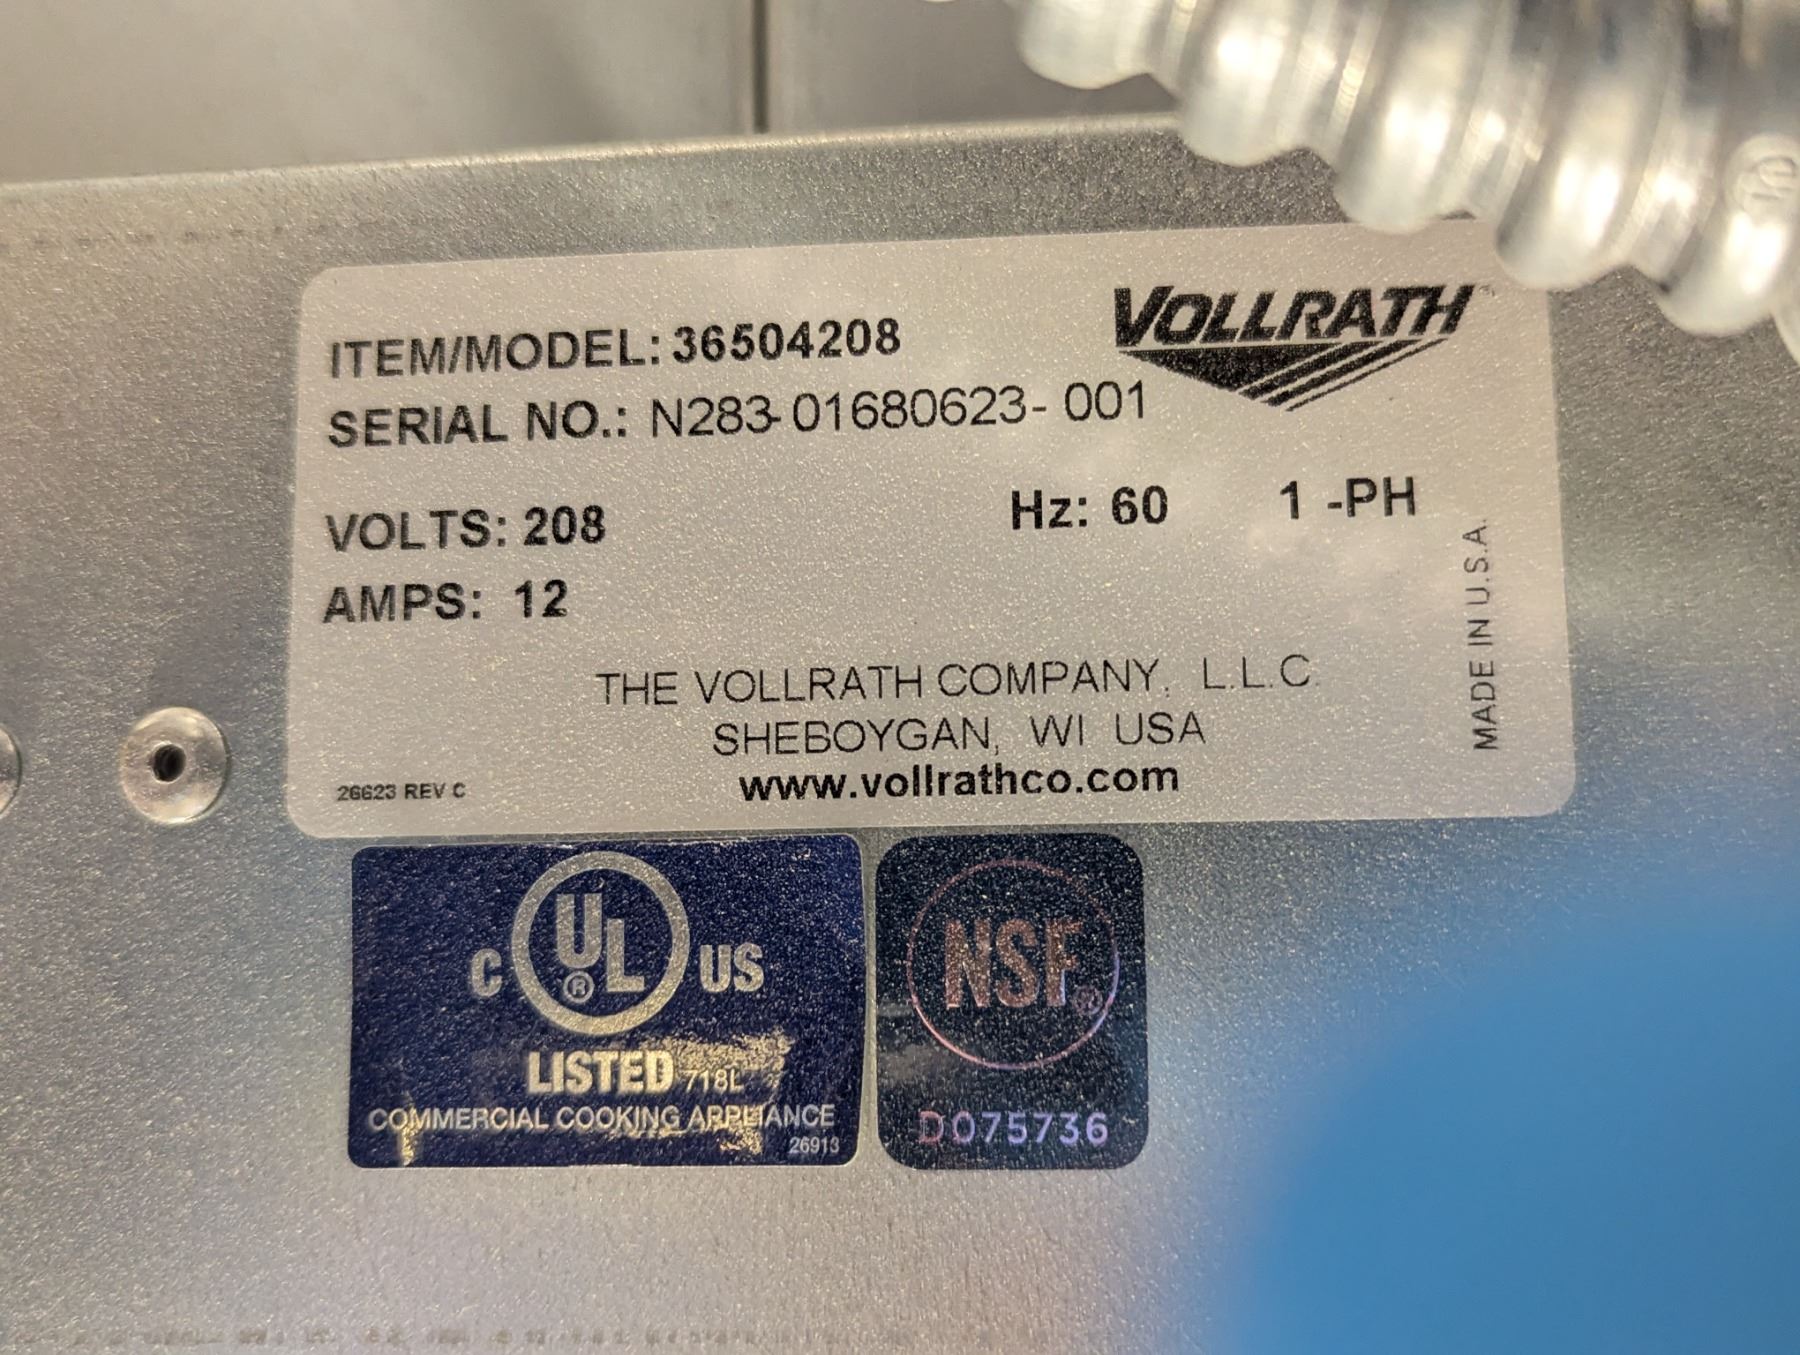 VOLLRATH
ITEM/MODEL: 36504208
SERIAL NO.: N283-01680623-001
VOLTS: 208 Hz: 60 1 -PH
AMPS: 12
MADE IN U.S.A.
THE VOLLRATH COMPANY, L.L.C.
SHEBOYGAN, WI USA
www.vollrathco.com
26623 REV C
C UL® US
LISTED 718L
COMMERCIAL COOKING APPLIANCE
26913
NSF®
D075736